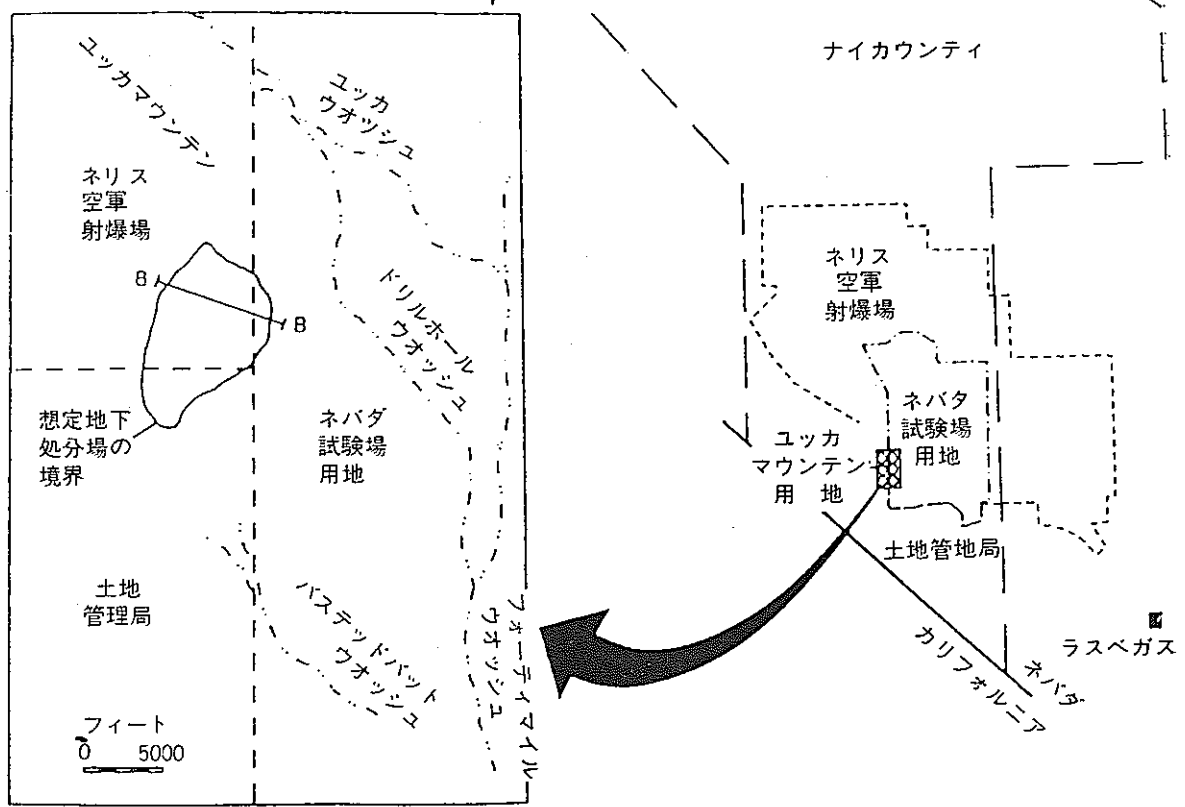 ユッカマウンテン
ユッカ
ウオッシュ
ネリス
空軍
射爆場
8
8
ドリルホール
ウオッシュ
想定地下
処分場の
境界
ネバダ
試験場
用地
土地
管理局
バステッドバット
ウオッシュ
フォーティマイル
ウオッシュ
フィート
0 5000
ナイカウンティ
ネリス
空軍
射爆場
ネバタ
試験場
用地
ユッカ
マウンテン
用 地
土地管地局
ラスベガス
ネバダ
カリフォルニア